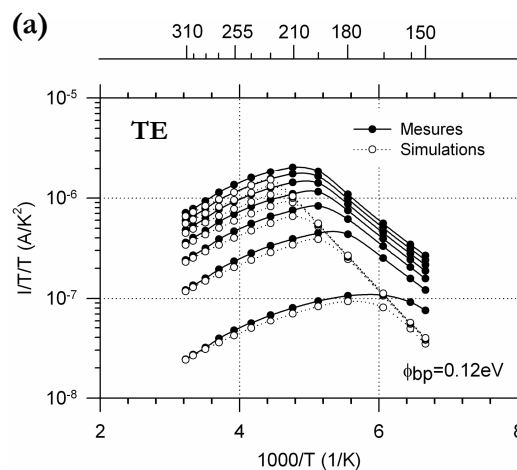 (a)
310 255 210 180 150
10⁻⁵
TE
Mesures
Simulations
10⁻⁶
I/T/T (A/K²)
10⁻⁷
ϕbp=0.12eV
10⁻⁸
2 4 6 8
1000/T (1/K)